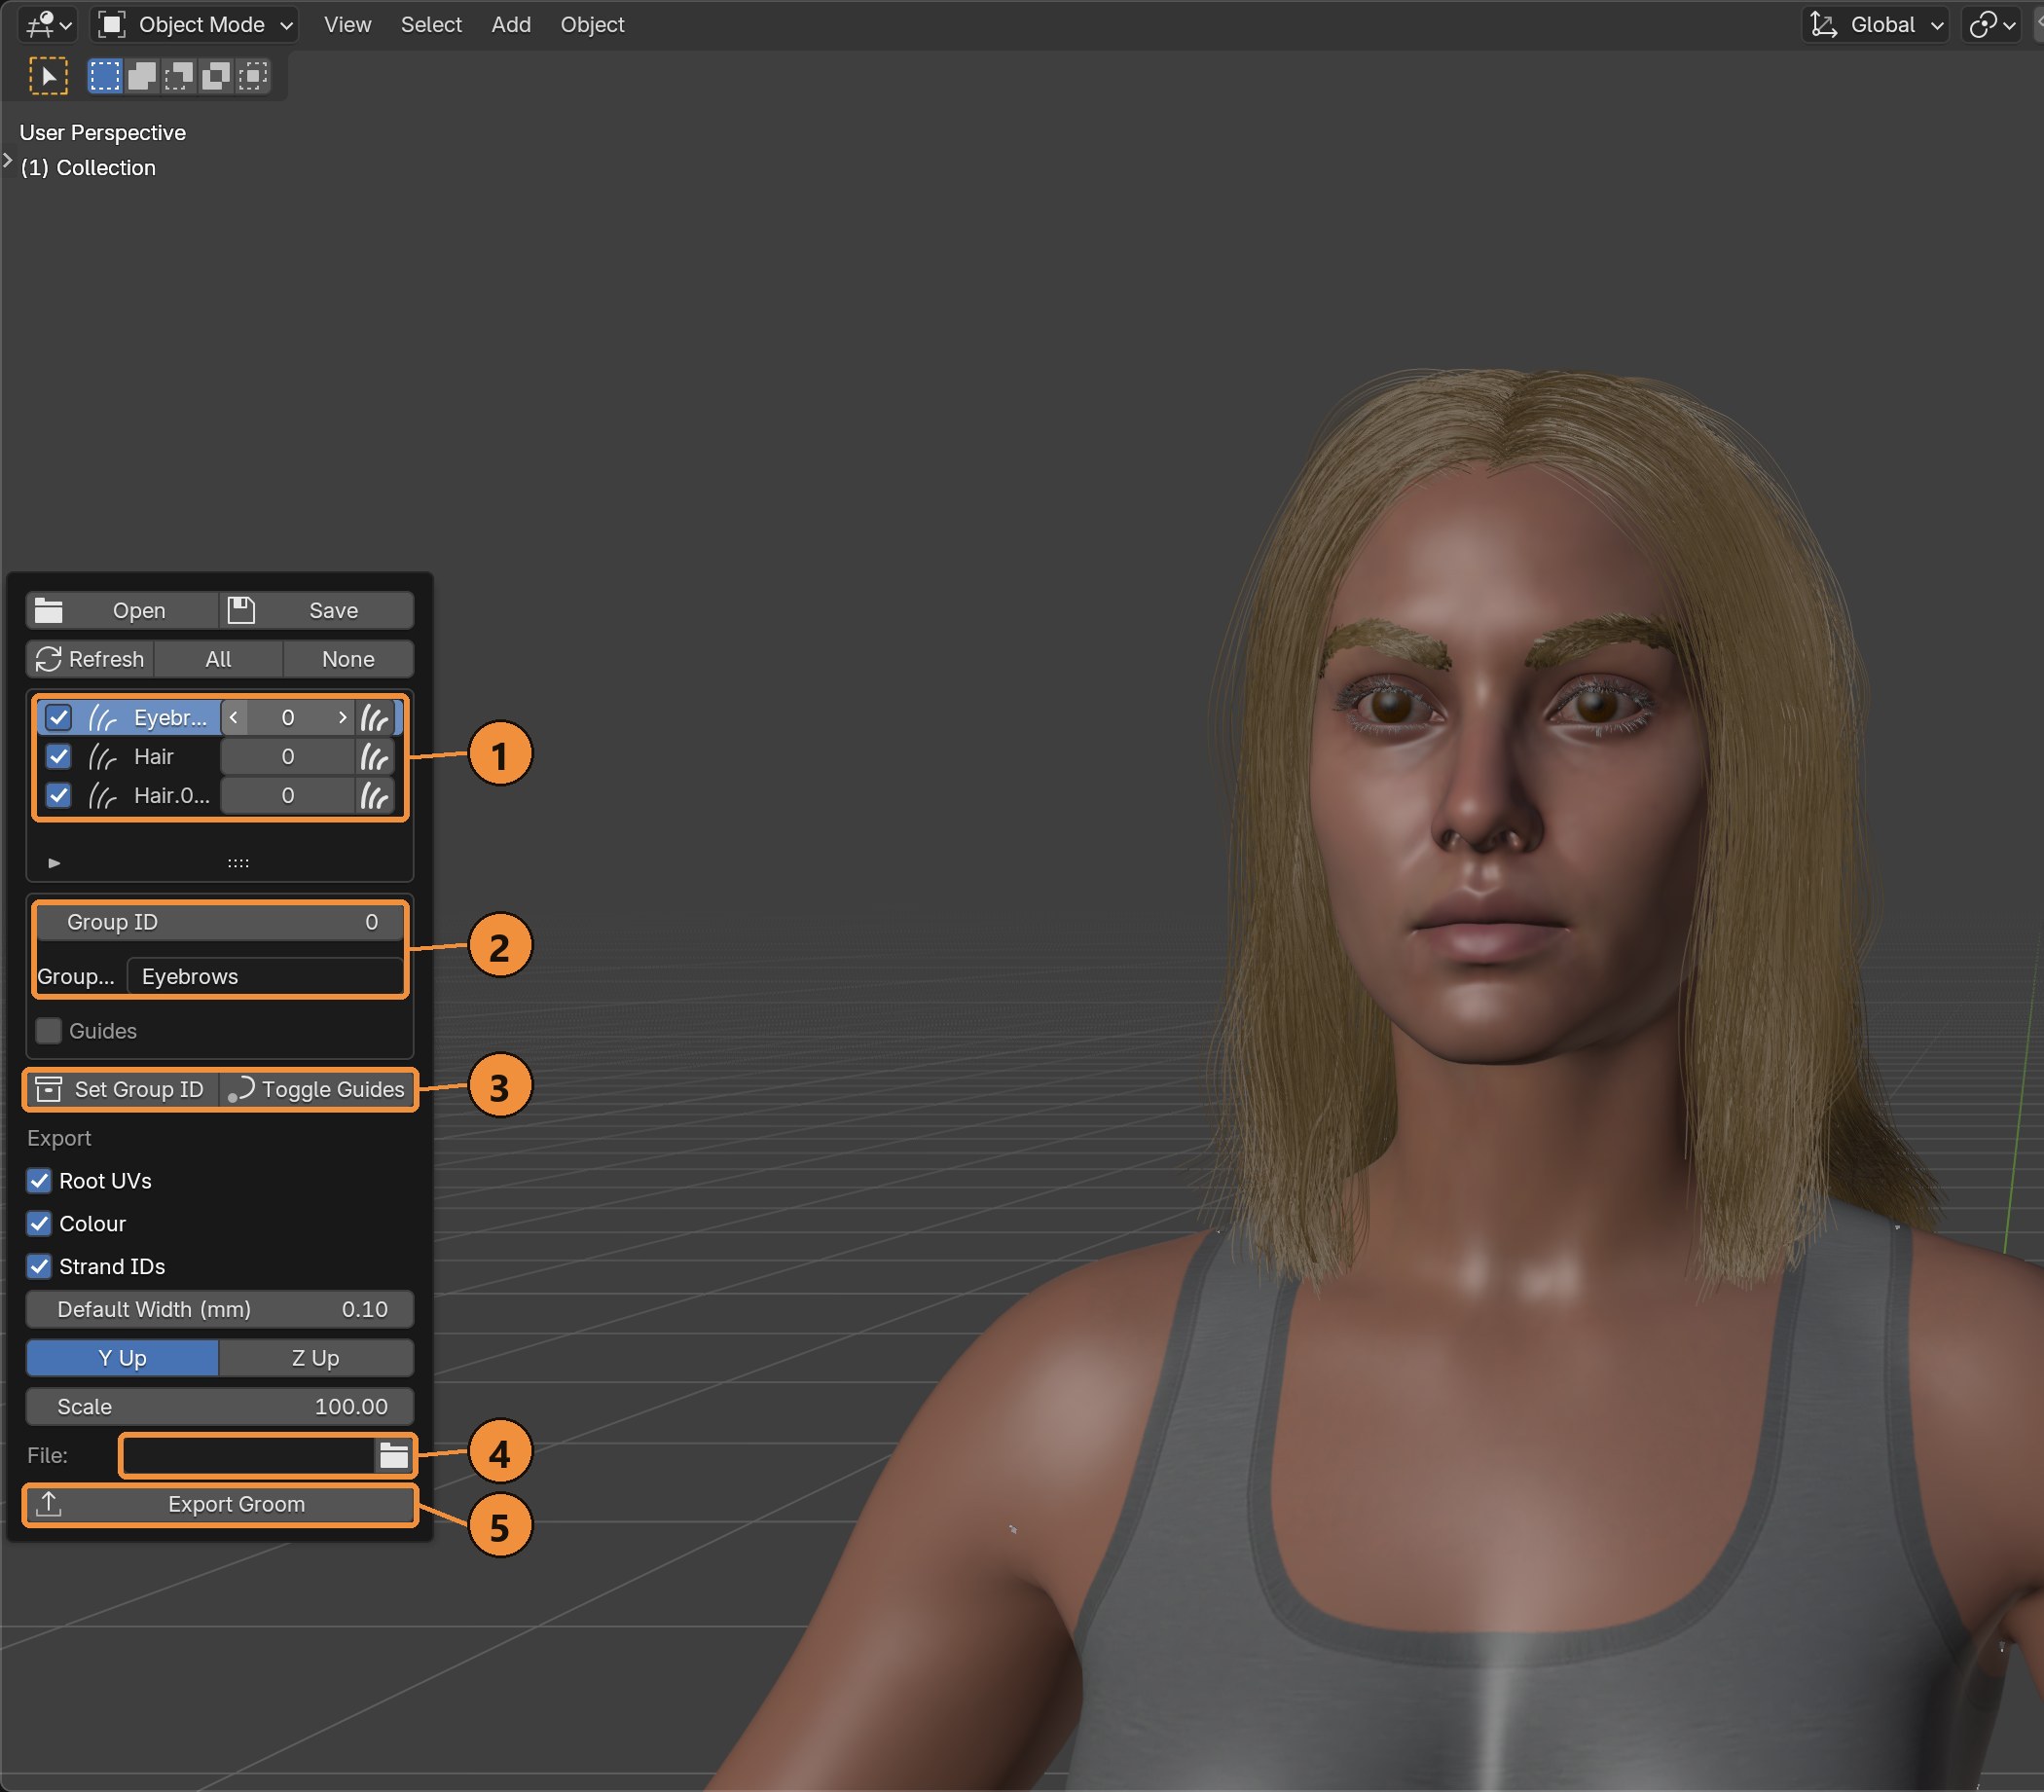 Object Mode View Select Add Object Global
User Perspective
(1) Collection
Open Save
Refresh All None
Eyebr... 0
Hair 0
Hair.0... 0
1
Group ID 0
Group... Eyebrows
2
Guides
Set Group ID Toggle Guides
3
Export
Root UVs
Colour
Strand IDs
Default Width (mm) 0.10
Y Up Z Up
Scale 100.00
File:
4
Export Groom
5